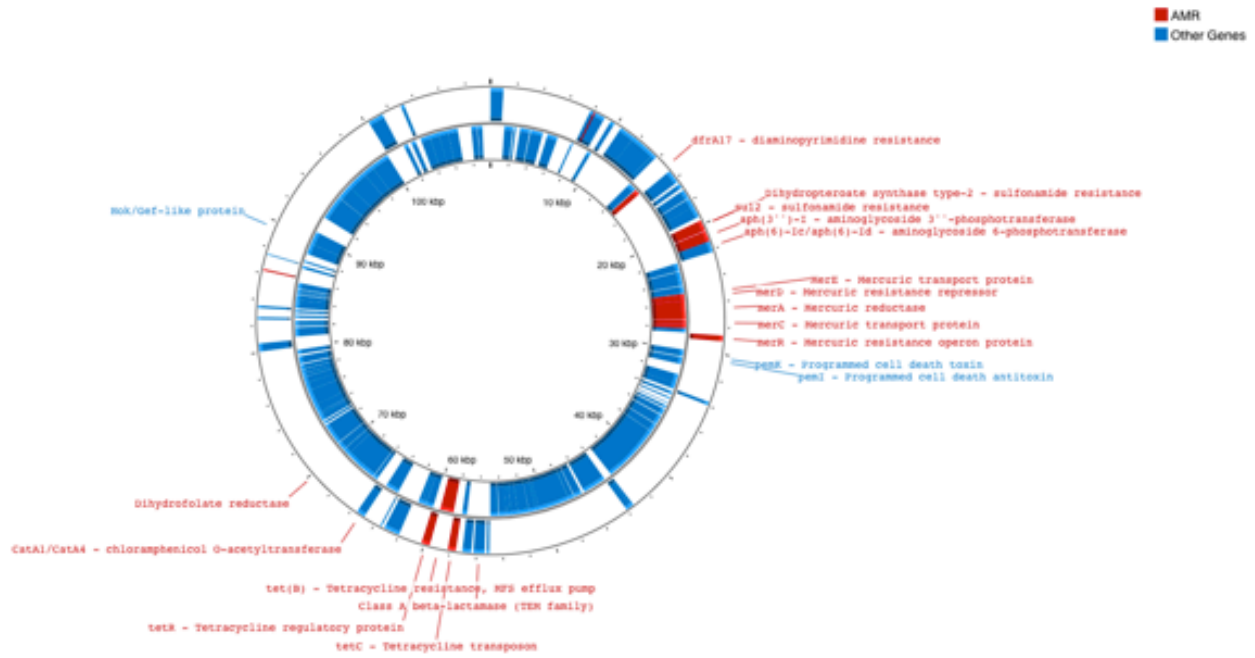 AMR
Other Genes
dfrA17 - diaminopyrimidine resistance
Dihydropteroate synthase type-2 - sulfonamide resistance
sul2 - sulfonamide resistance
aph(3'')-I - aminoglycoside 3''-phosphotransferase
aph(6)-Ic/aph(6)-Id - aminoglycoside 6-phosphotransferase
MerE - Mercuric transport protein
merD - Mercuric resistance repressor
merA - Mercuric reductase
merC - Mercuric transport protein
merR - Mercuric resistance operon protein
pemK - Programmed cell death toxin
pemI - Programmed cell death antitoxin
Hok/Gef-like protein
100 kbp
10 kbp
90 kbp
20 kbp
80 kbp
30 kbp
70 kbp
40 kbp
60 kbp
50 kbp
Dihydrofolate reductase
CatA1/CatA4 - chloramphenicol O-acetyltransferase
tet(B) - Tetracycline resistance, MFS efflux pump
Class A beta-lactamase (TEM family)
tetR - Tetracycline regulatory protein
tetC - Tetracycline transposon